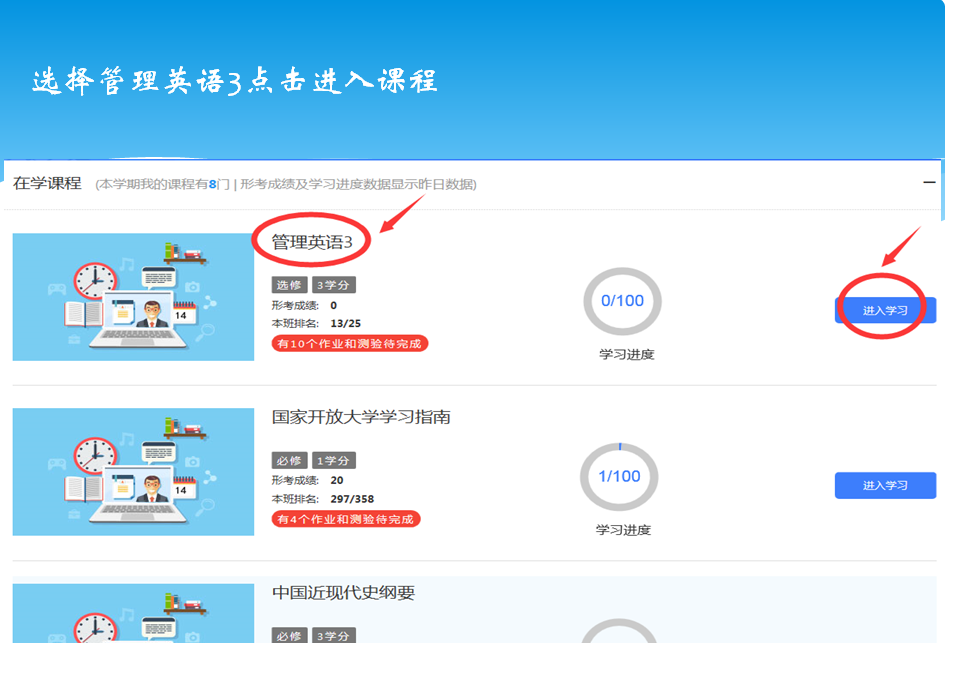 选择管理英语3点击进入课程
在学课程 (本学期我的课程有8门 | 形考成绩及学习进度数据显示昨日数据)
管理英语3
选修 3学分
形考成绩: 0
本班排名: 13/25
有10个作业和测验待完成
14
0/100
学习进度
进入学习
国家开放大学学习指南
必修 1学分
形考成绩: 20
本班排名: 297/358
有4个作业和测验待完成
14
1/100
学习进度
进入学习
中国近现代史纲要
必修 3学分